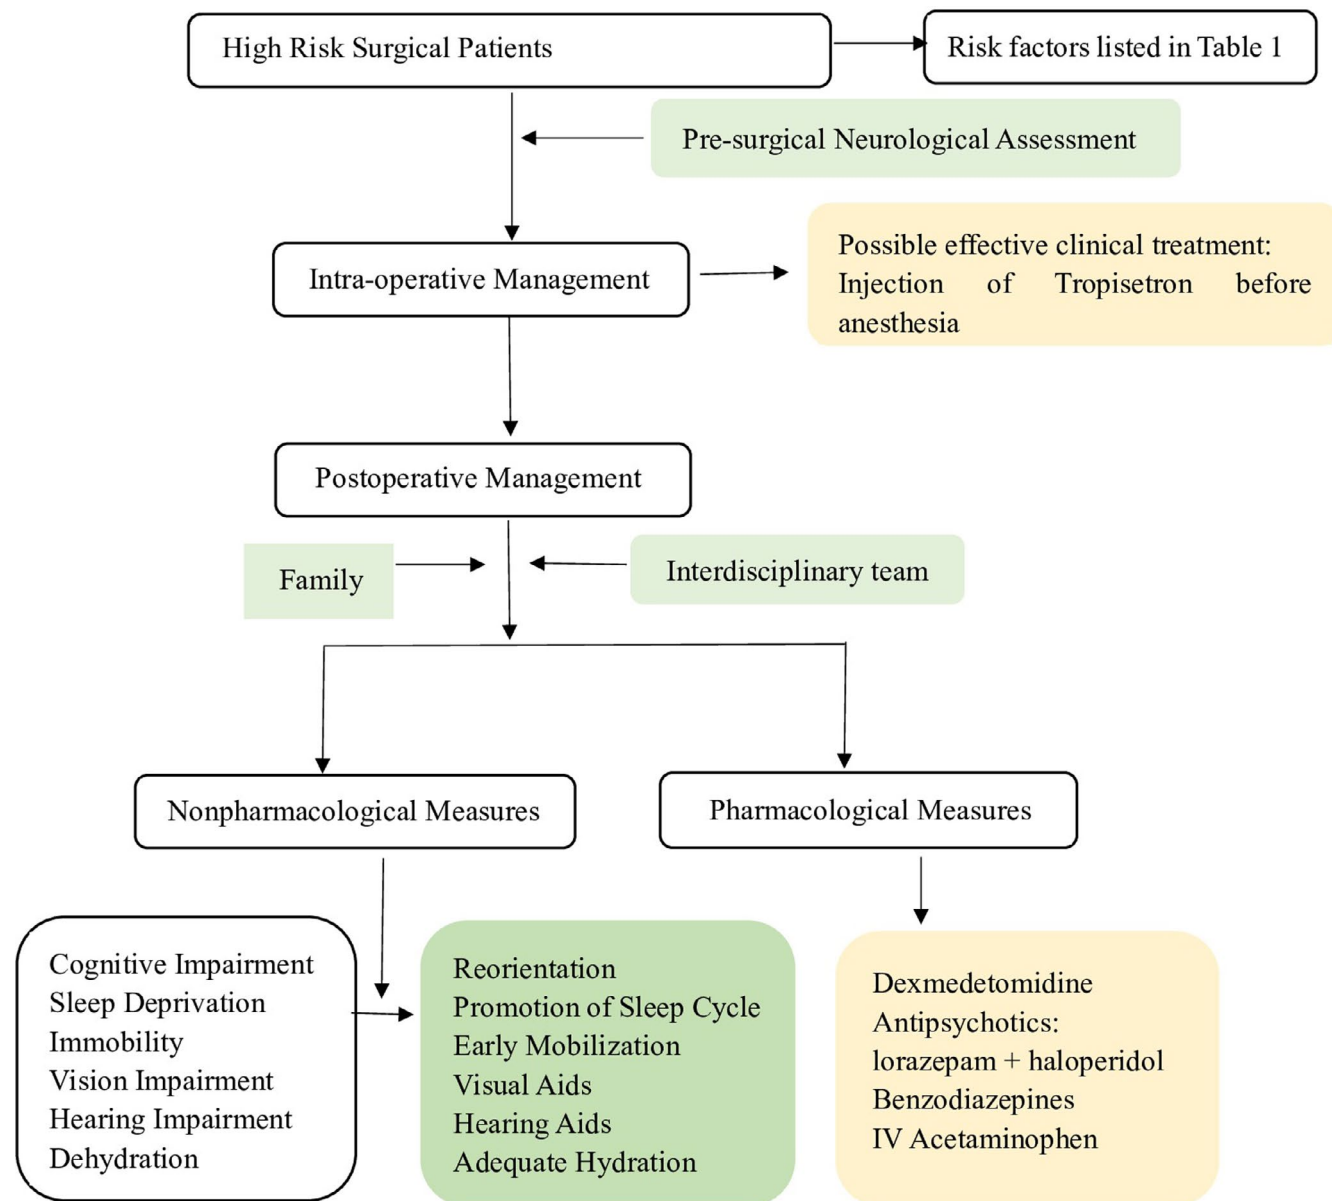 High Risk Surgical Patients
Risk factors listed in Table 1
Pre-surgical Neurological Assessment
Intra-operative Management
Possible effective clinical treatment:
Injection of Tropisetron before
anesthesia
Postoperative Management
Family
Interdisciplinary team
Nonpharmacological Measures
Pharmacological Measures
Cognitive Impairment
Sleep Deprivation
Immobility
Vision Impairment
Hearing Impairment
Dehydration
Reorientation
Promotion of Sleep Cycle
Early Mobilization
Visual Aids
Hearing Aids
Adequate Hydration
Dexmedetomidine
Antipsychotics:
lorazepam + haloperidol
Benzodiazepines
IV Acetaminophen